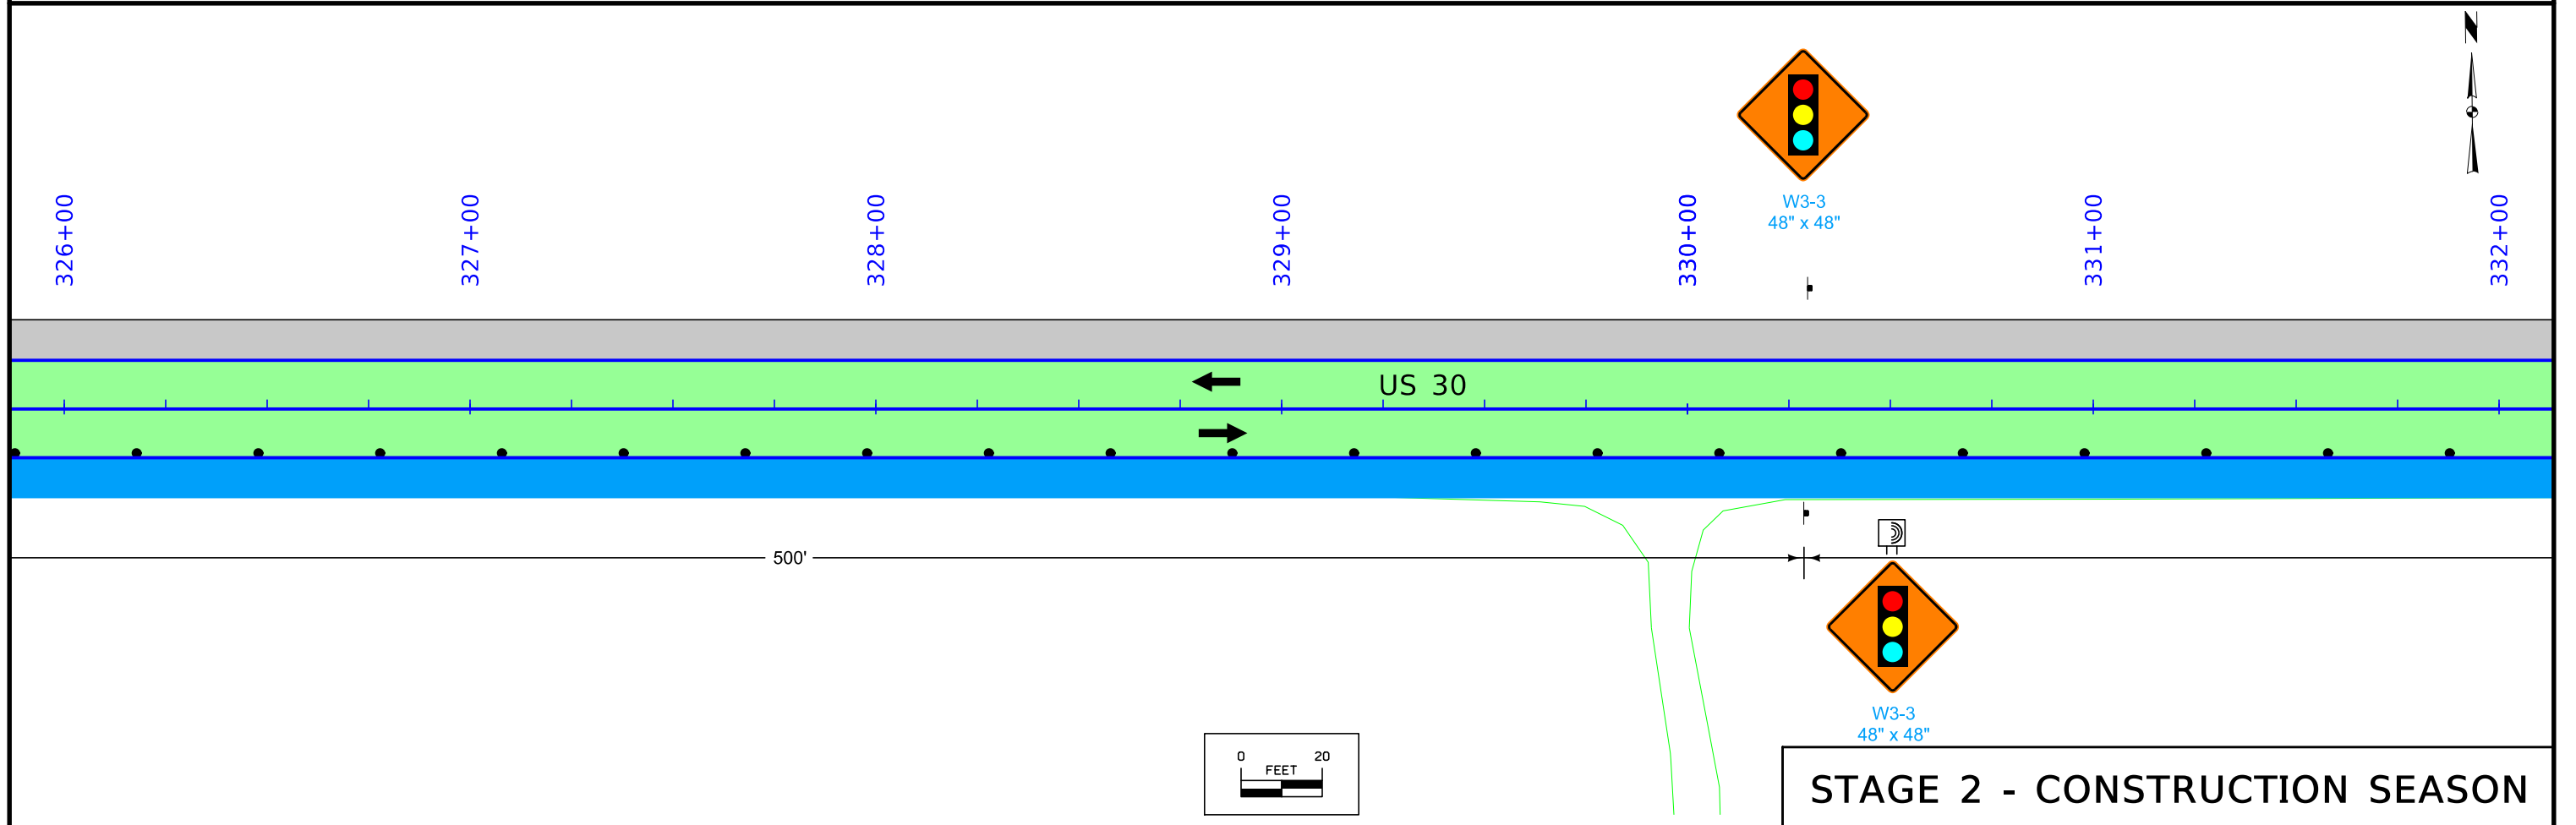 N
W3-3
48" x 48"
326+00
327+00
328+00
329+00
330+00
331+00
332+00
US 30
500'
W3-3
48" x 48"
0 20
FEET
STAGE 2 - CONSTRUCTION SEASON